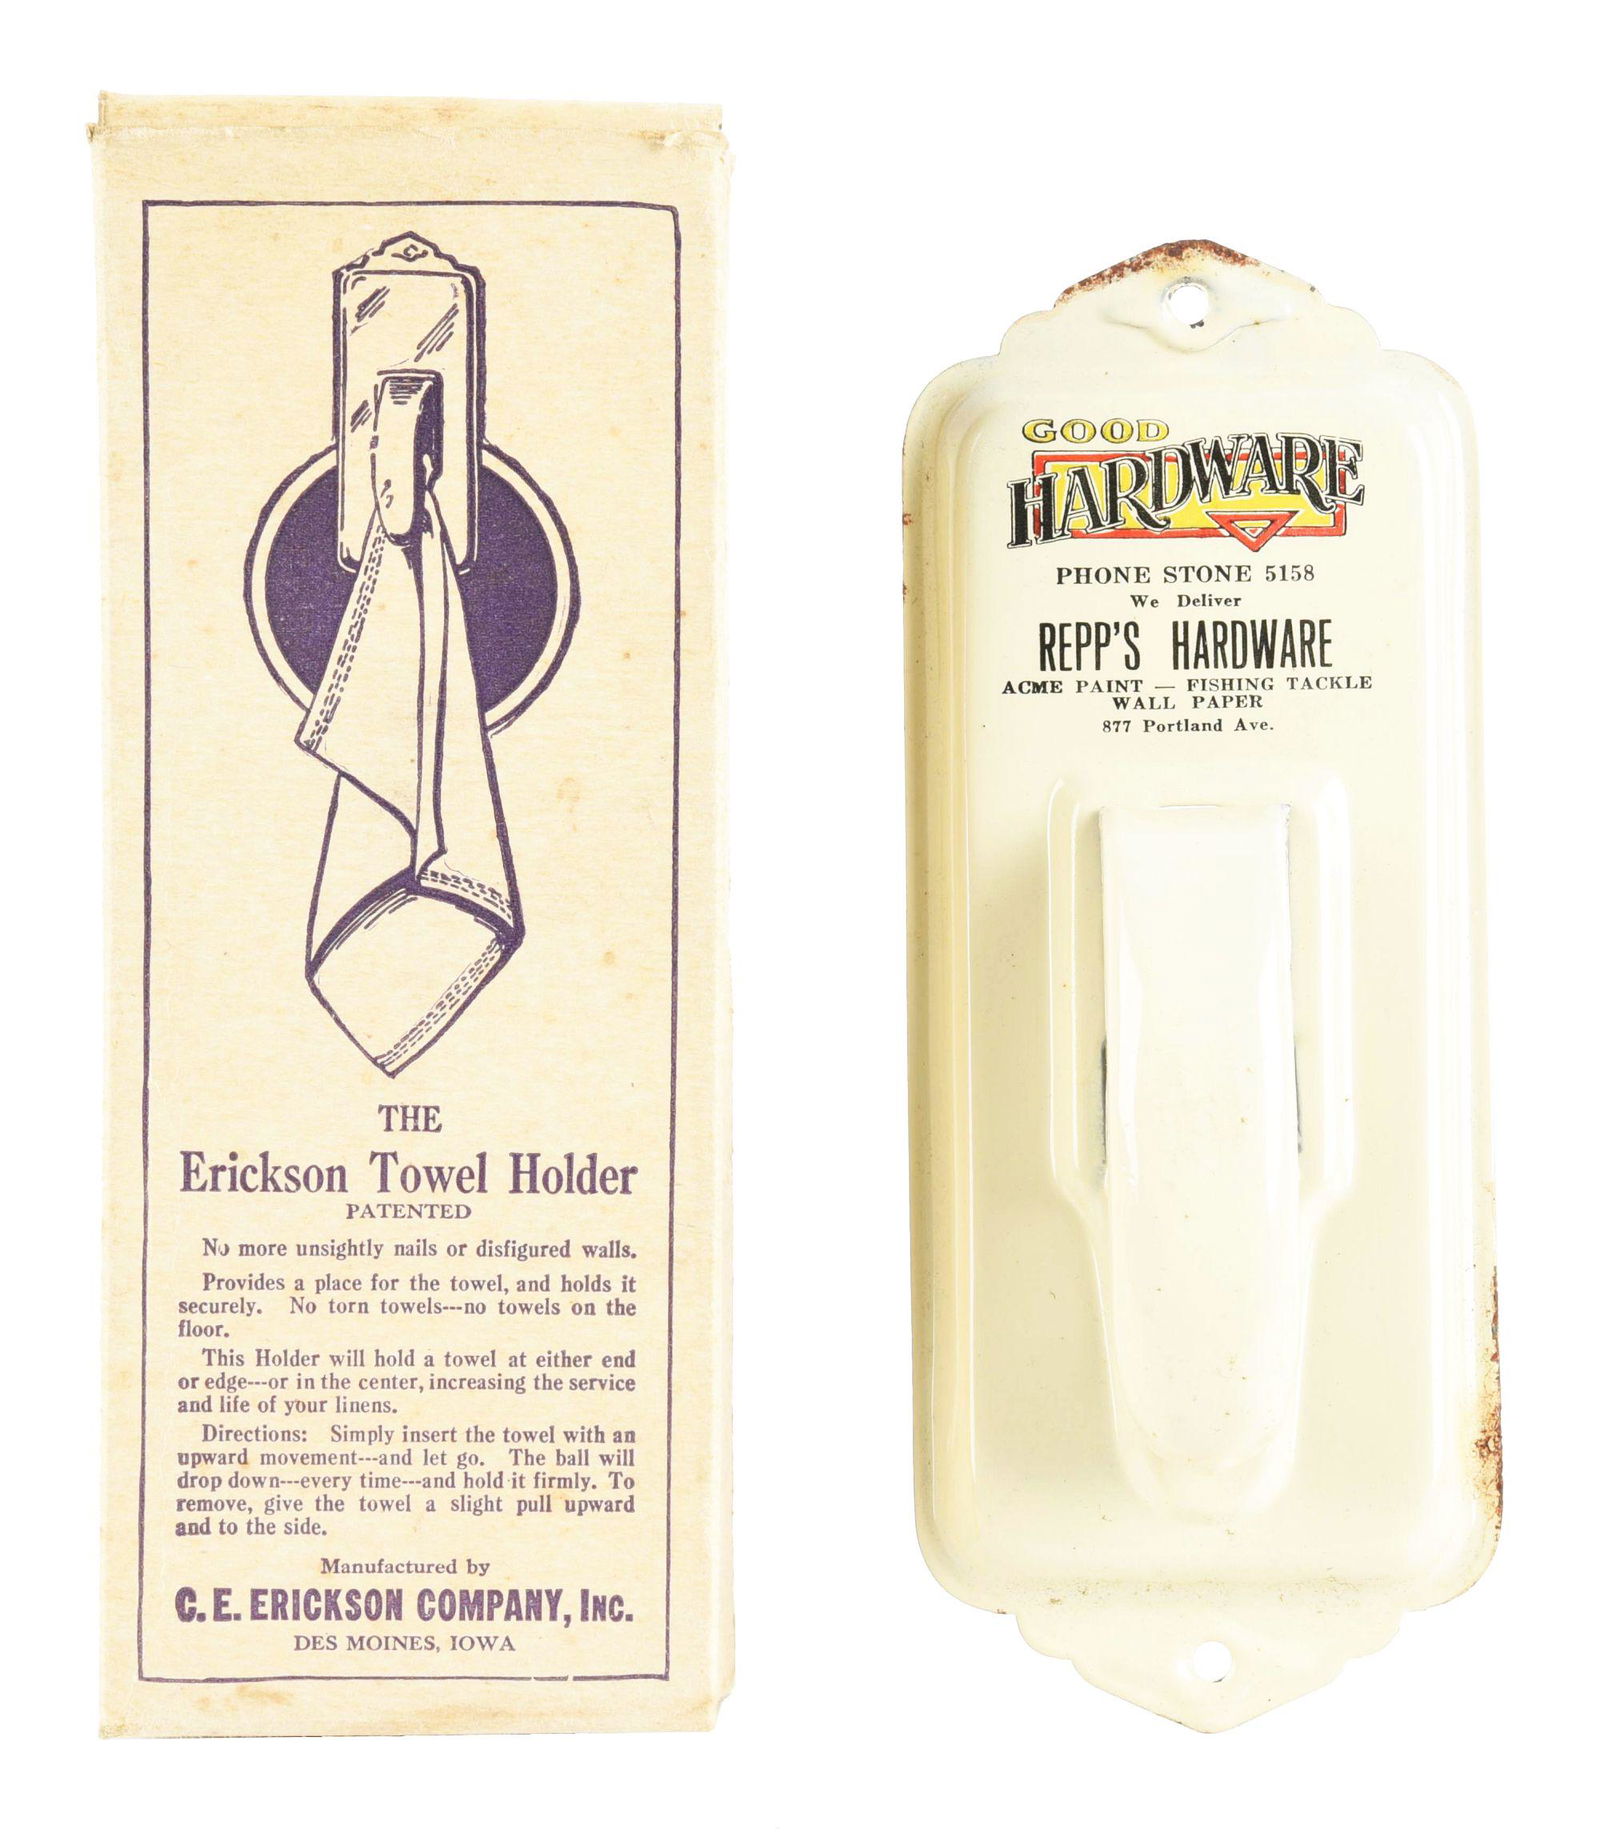 THE
Erickson Towel Holder
PATENTED
No more unsightly nails or disfigured walls.
Provides a place for the towel, and holds it
securely. No torn towels---no towels on the
floor.
This Holder will hold a towel at either end
or edge---or in the center, increasing the service
and life of your linens.
Directions: Simply insert the towel with an
upward movement---and let go. The ball will
drop down---every time---and hold it firmly. To
remove, give the towel a slight pull upward
and to the side.
Manufactured by
C. E. ERICKSON COMPANY, INC.
DES MOINES, IOWA
GOOD
HARDWARE
PHONE STONE 5158
We Deliver
REPP'S HARDWARE
ACME PAINT — FISHING TACKLE
WALL PAPER
877 Portland Ave.